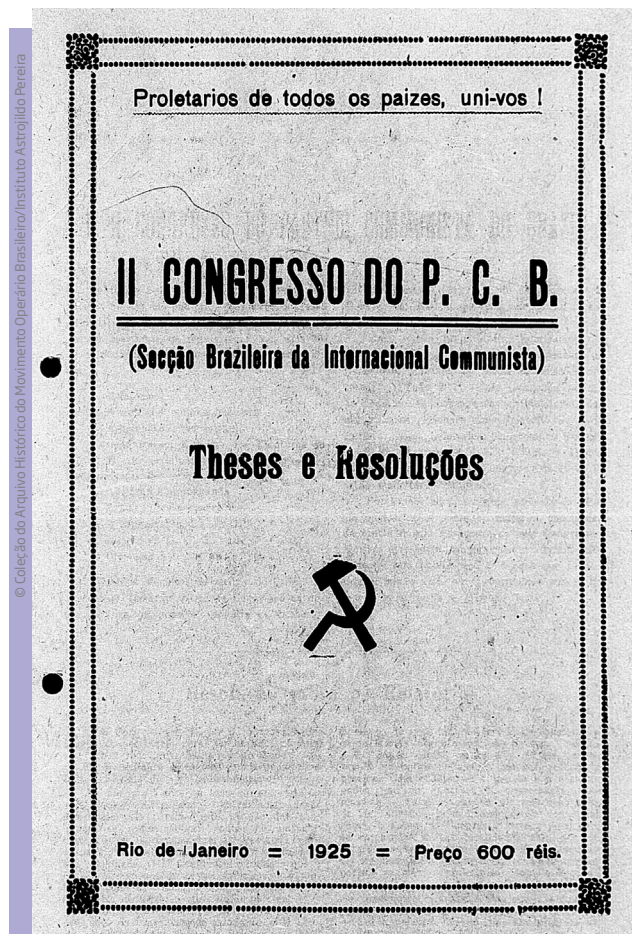 Proletarios de todos os paizes, uni-vos !
II CONGRESSO DO P. C. B.
(Secção Brazileira da Internacional Communista)
Theses e Resoluções
Rio de Janeiro = 1925 = Preço 600 réis.
© Coleção do Arquivo Histórico do Movimento Operário Brasileiro/Instituto Astrojildo Pereira